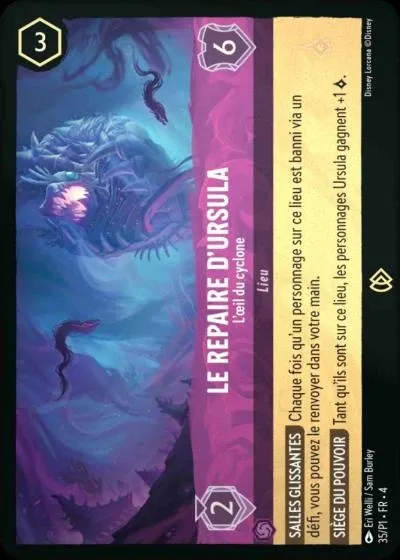 3
6
2
LE REPAIRE D'URSULA
L'œil du cyclone
Lieu
SALLES GLISSANTES Chaque fois qu'un personnage sur ce lieu est banni via un
défi, vous pouvez le renvoyer dans votre main.
SIÈGE DU POUVOIR Tant qu'ils sont sur ce lieu, les personnages Ursula gagnent +1 .
Eri Welli / Sam Burley
35/P1 • FR • 4
Disney Lorcana ©Disney